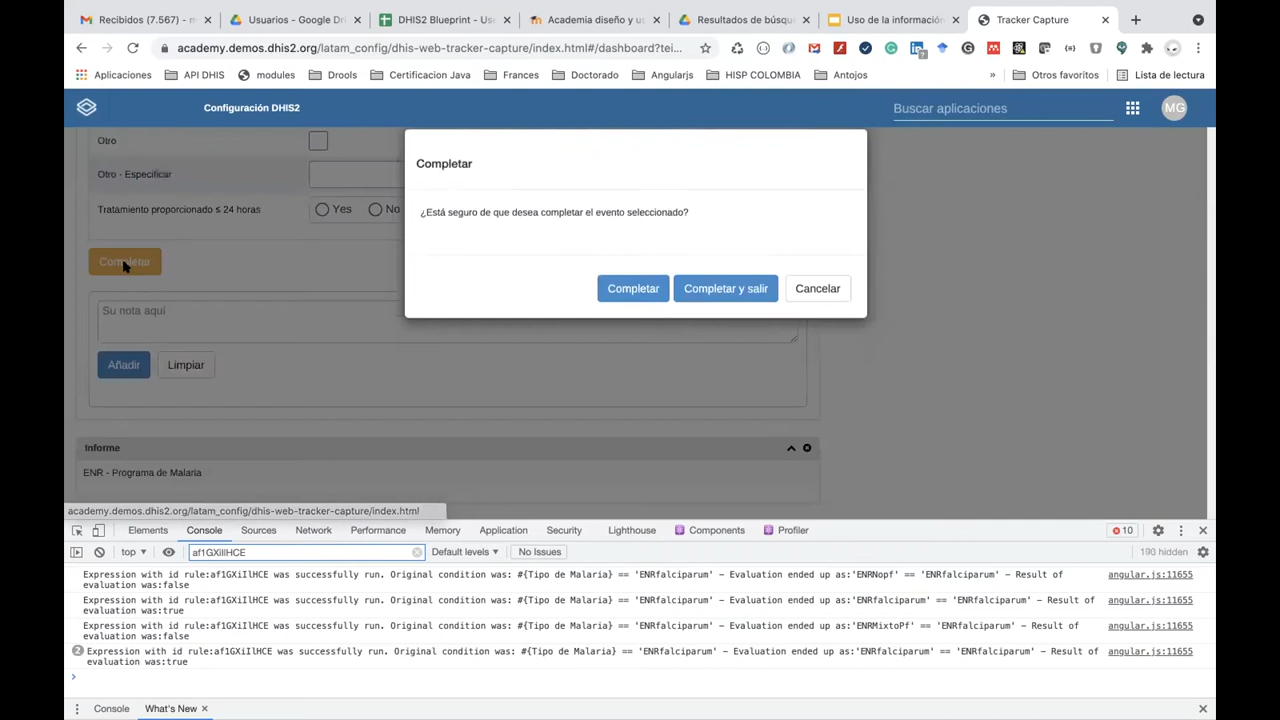 Recibidos (7.567) - m
Usuarios - Google Dri
DHIS2 Blueprint - Use
Academia diseño y us
Resultados de búsqu
Uso de la informació
Tracker Capture
academy.demos.dhis2.org/latam_config/dhis-web-tracker-capture/index.html#/dashboard?tei...
Aplicaciones
API DHIS
modules
Drools
Certificacion Java
Frances
Doctorado
Angularjs
HISP COLOMBIA
Antojos
»
Otros favoritos
Lista de lectura
Configuración DHIS2
Buscar aplicaciones
MG
Otro
Completar
Otro - Especificar
Tratamiento proporcionado ≤ 24 horas
Yes
No
¿Está seguro de que desea completar el evento seleccionado?
Completar
Completar
Completar y salir
Cancelar
Su nota aquí
Añadir
Limpiar
Informe
ENR - Programa de Malaria
academy.demos.dhis2.org/latam_config/dhis-web-tracker-capture/index.html
Elements
Console
Sources
Network
Performance
Memory
Application
Security
Lighthouse
Components
Profiler
10
top
af1GXiIlHCE
Default levels
No Issues
190 hidden
Expression with id rule:af1GXiIlHCE was successfully run. Original condition was: #{Tipo de Malaria} == 'ENRfalciparum' - Evaluation ended up as:'ENRNopf' == 'ENRfalciparum' - Result of
angular.js:11655
evaluation was:false
Expression with id rule:af1GXiIlHCE was successfully run. Original condition was: #{Tipo de Malaria} == 'ENRfalciparum' - Evaluation ended up as:'ENRfalciparum' == 'ENRfalciparum' - Result of
angular.js:11655
evaluation was:true
Expression with id rule:af1GXiIlHCE was successfully run. Original condition was: #{Tipo de Malaria} == 'ENRfalciparum' - Evaluation ended up as:'ENRMixtoPf' == 'ENRfalciparum' - Result of
angular.js:11655
evaluation was:false
2
Expression with id rule:af1GXiIlHCE was successfully run. Original condition was: #{Tipo de Malaria} == 'ENRfalciparum' - Evaluation ended up as:'ENRfalciparum' == 'ENRfalciparum' - Result of
angular.js:11655
evaluation was:true
Console
What's New